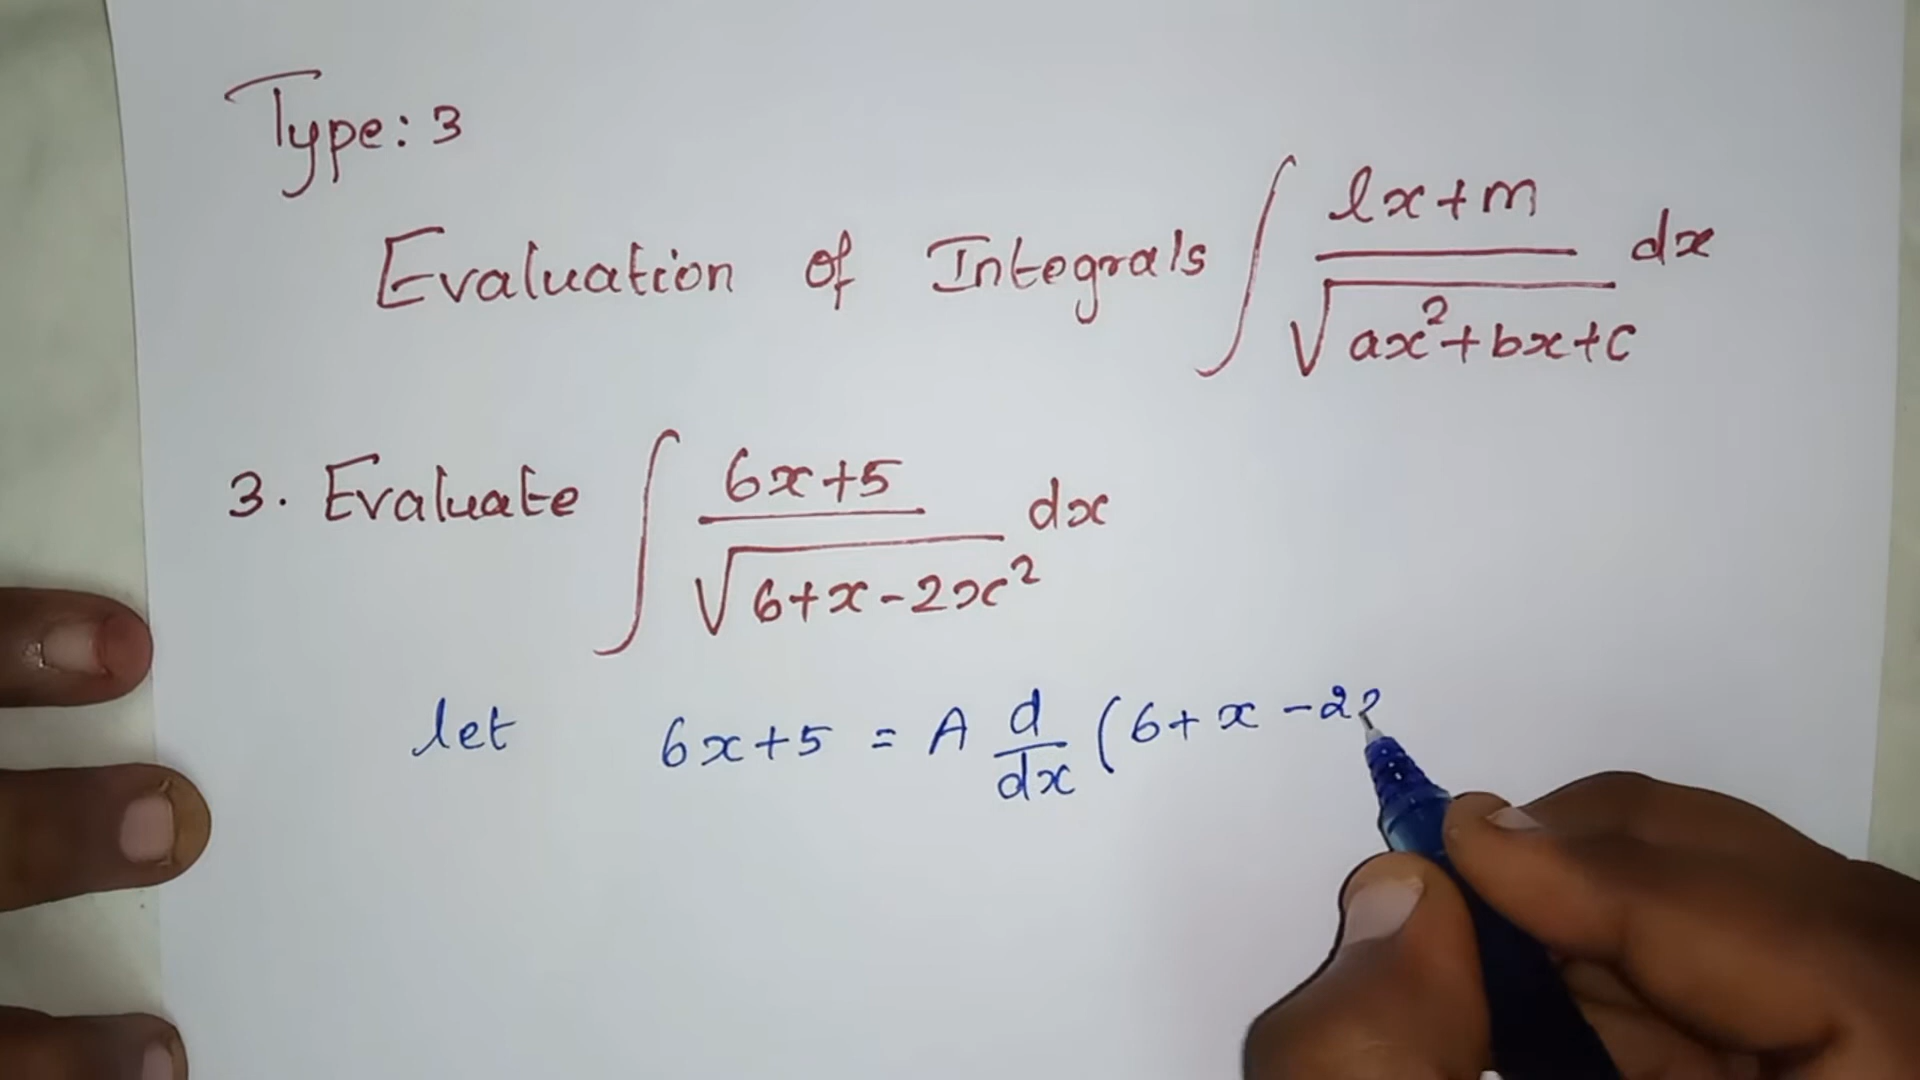 Type: 3
Evaluation of Integrals ∫ (lx+m)/√(ax²+bx+c) dx
3. Evaluate ∫ (6x+5)/√(6+x-2x²) dx
let 6x+5 = A d/dx (6+x-2